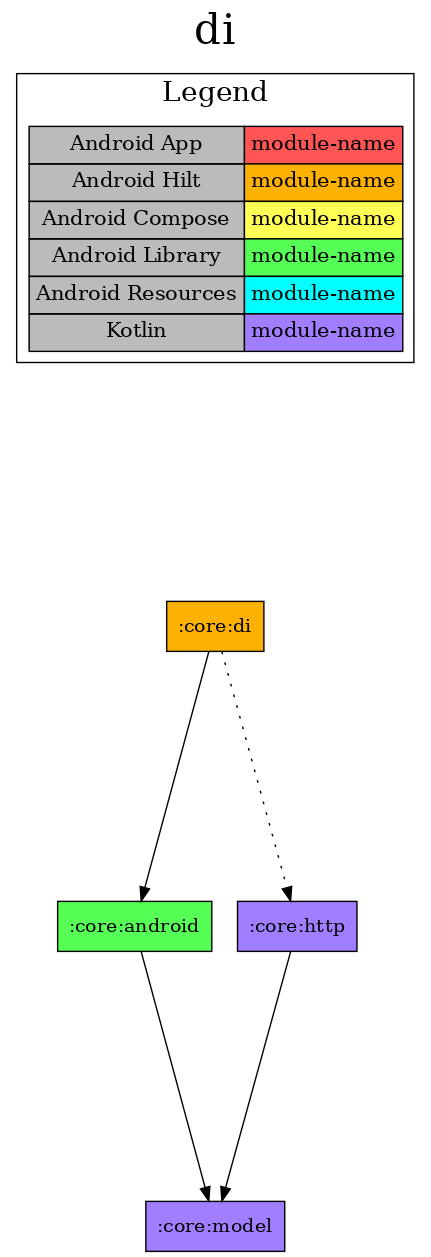 di
Legend
Android App module-name
Android Hilt module-name
Android Compose module-name
Android Library module-name
Android Resources module-name
Kotlin module-name
:core:di
:core:android :core:http
:core:model